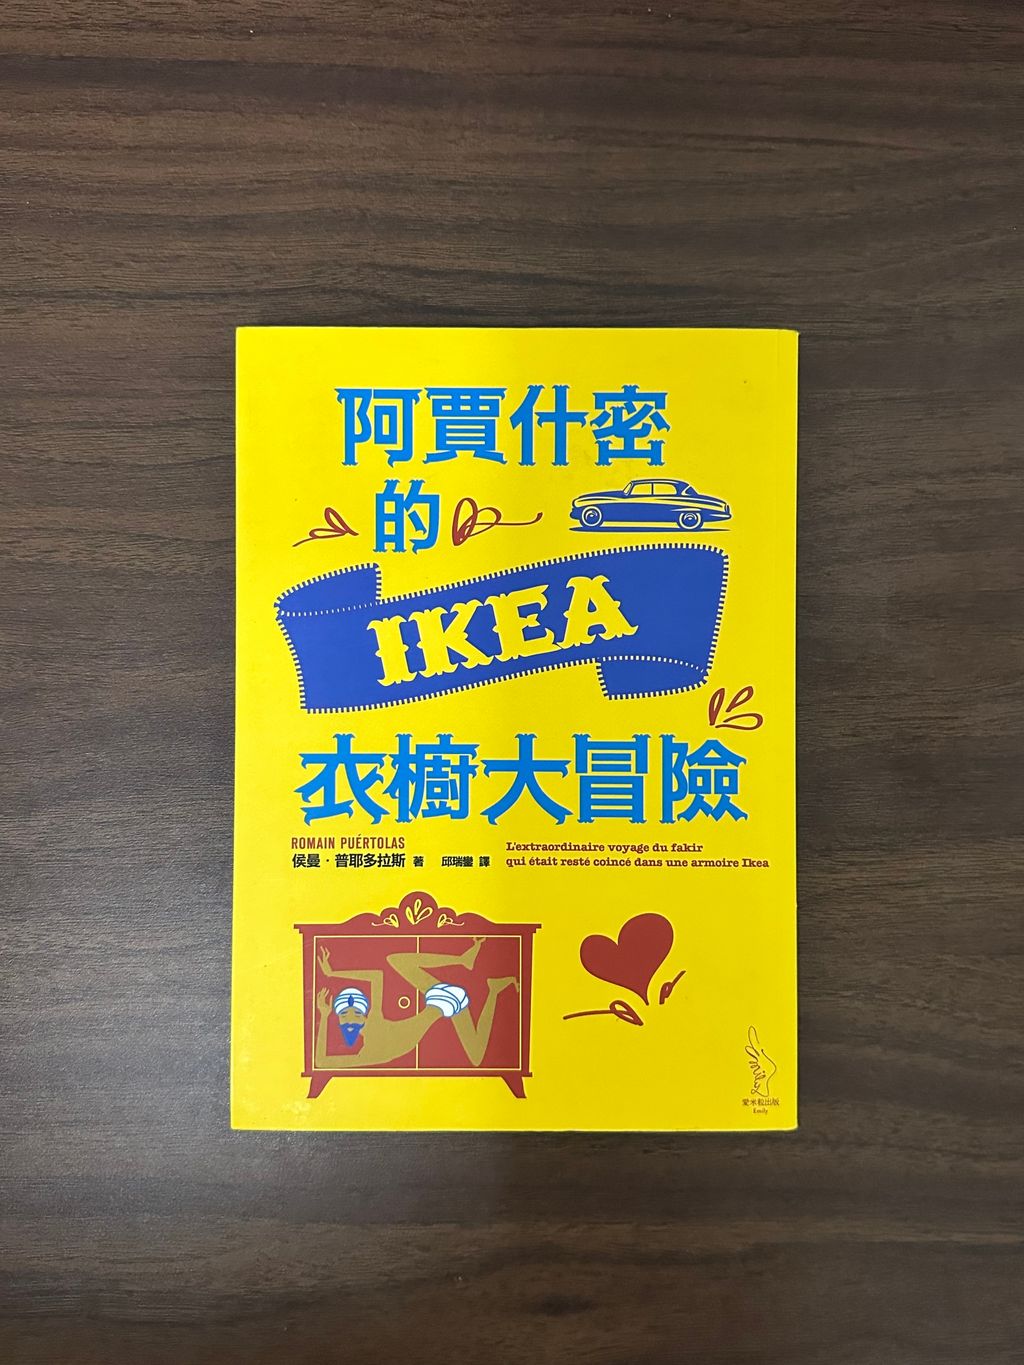 阿賈什密
的
IKEA
衣櫥大冒險
ROMAIN PUÉRTOLAS
侯曼・普耶多拉斯 著 邱瑞鑾 譯
L'extraordinaire voyage du fakir
qui était resté coincé dans une armoire Ikea
Emily
愛米粒出版
Emily